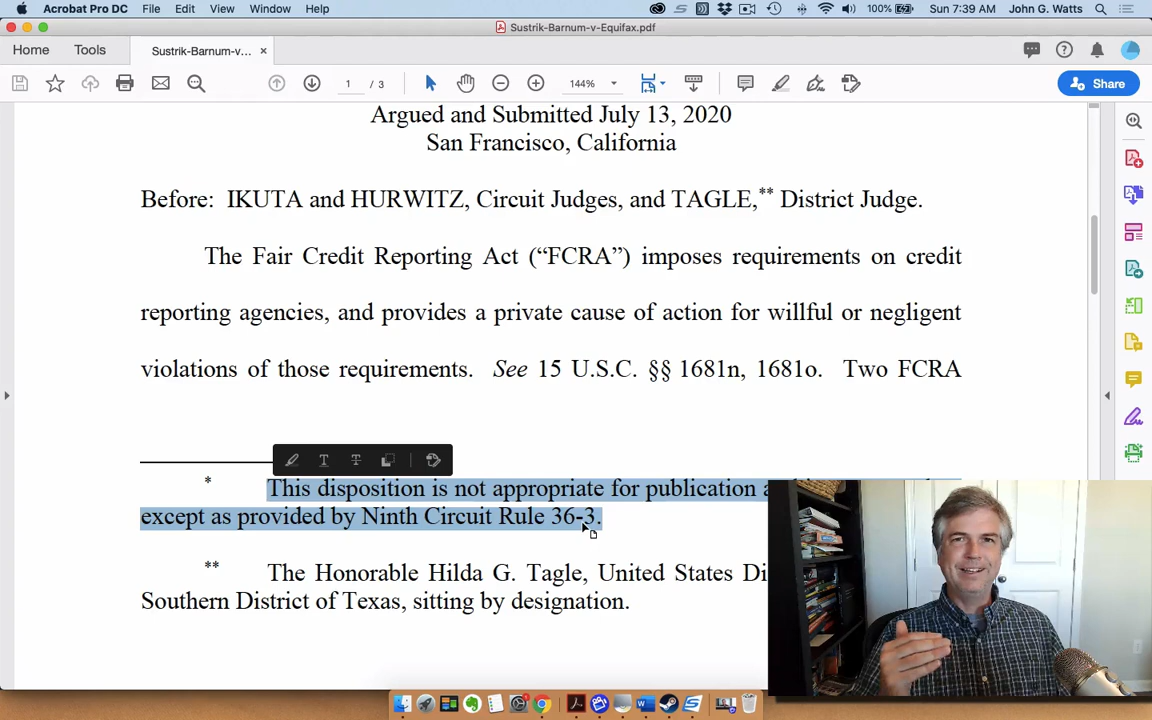 Acrobat Pro DC File Edit View Window Help 100% Sun 7:39 AM John G. Watts
Sustrik-Barnum-v-Equifax.pdf
Home Tools Sustrik-Barnum-v... ×
1 / 3 144% Share
Argued and Submitted July 13, 2020
San Francisco, California
Before: IKUTA and HURWITZ, Circuit Judges, and TAGLE,** District Judge.
The Fair Credit Reporting Act (“FCRA”) imposes requirements on credit
reporting agencies, and provides a private cause of action for willful or negligent
violations of those requirements. See 15 U.S.C. §§ 1681n, 1681o. Two FCRA
* This disposition is not appropriate for publication
except as provided by Ninth Circuit Rule 36-3.
** The Honorable Hilda G. Tagle, United States
Southern District of Texas, sitting by designation.